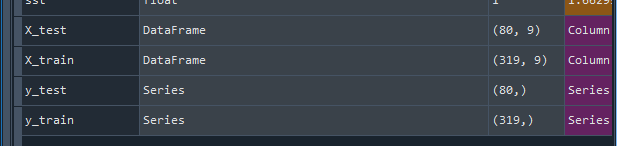 sst float 1 1.6629
X_test DataFrame (80, 9) Column
X_train DataFrame (319, 9) Column
y_test Series (80,) Series
y_train Series (319,) Series